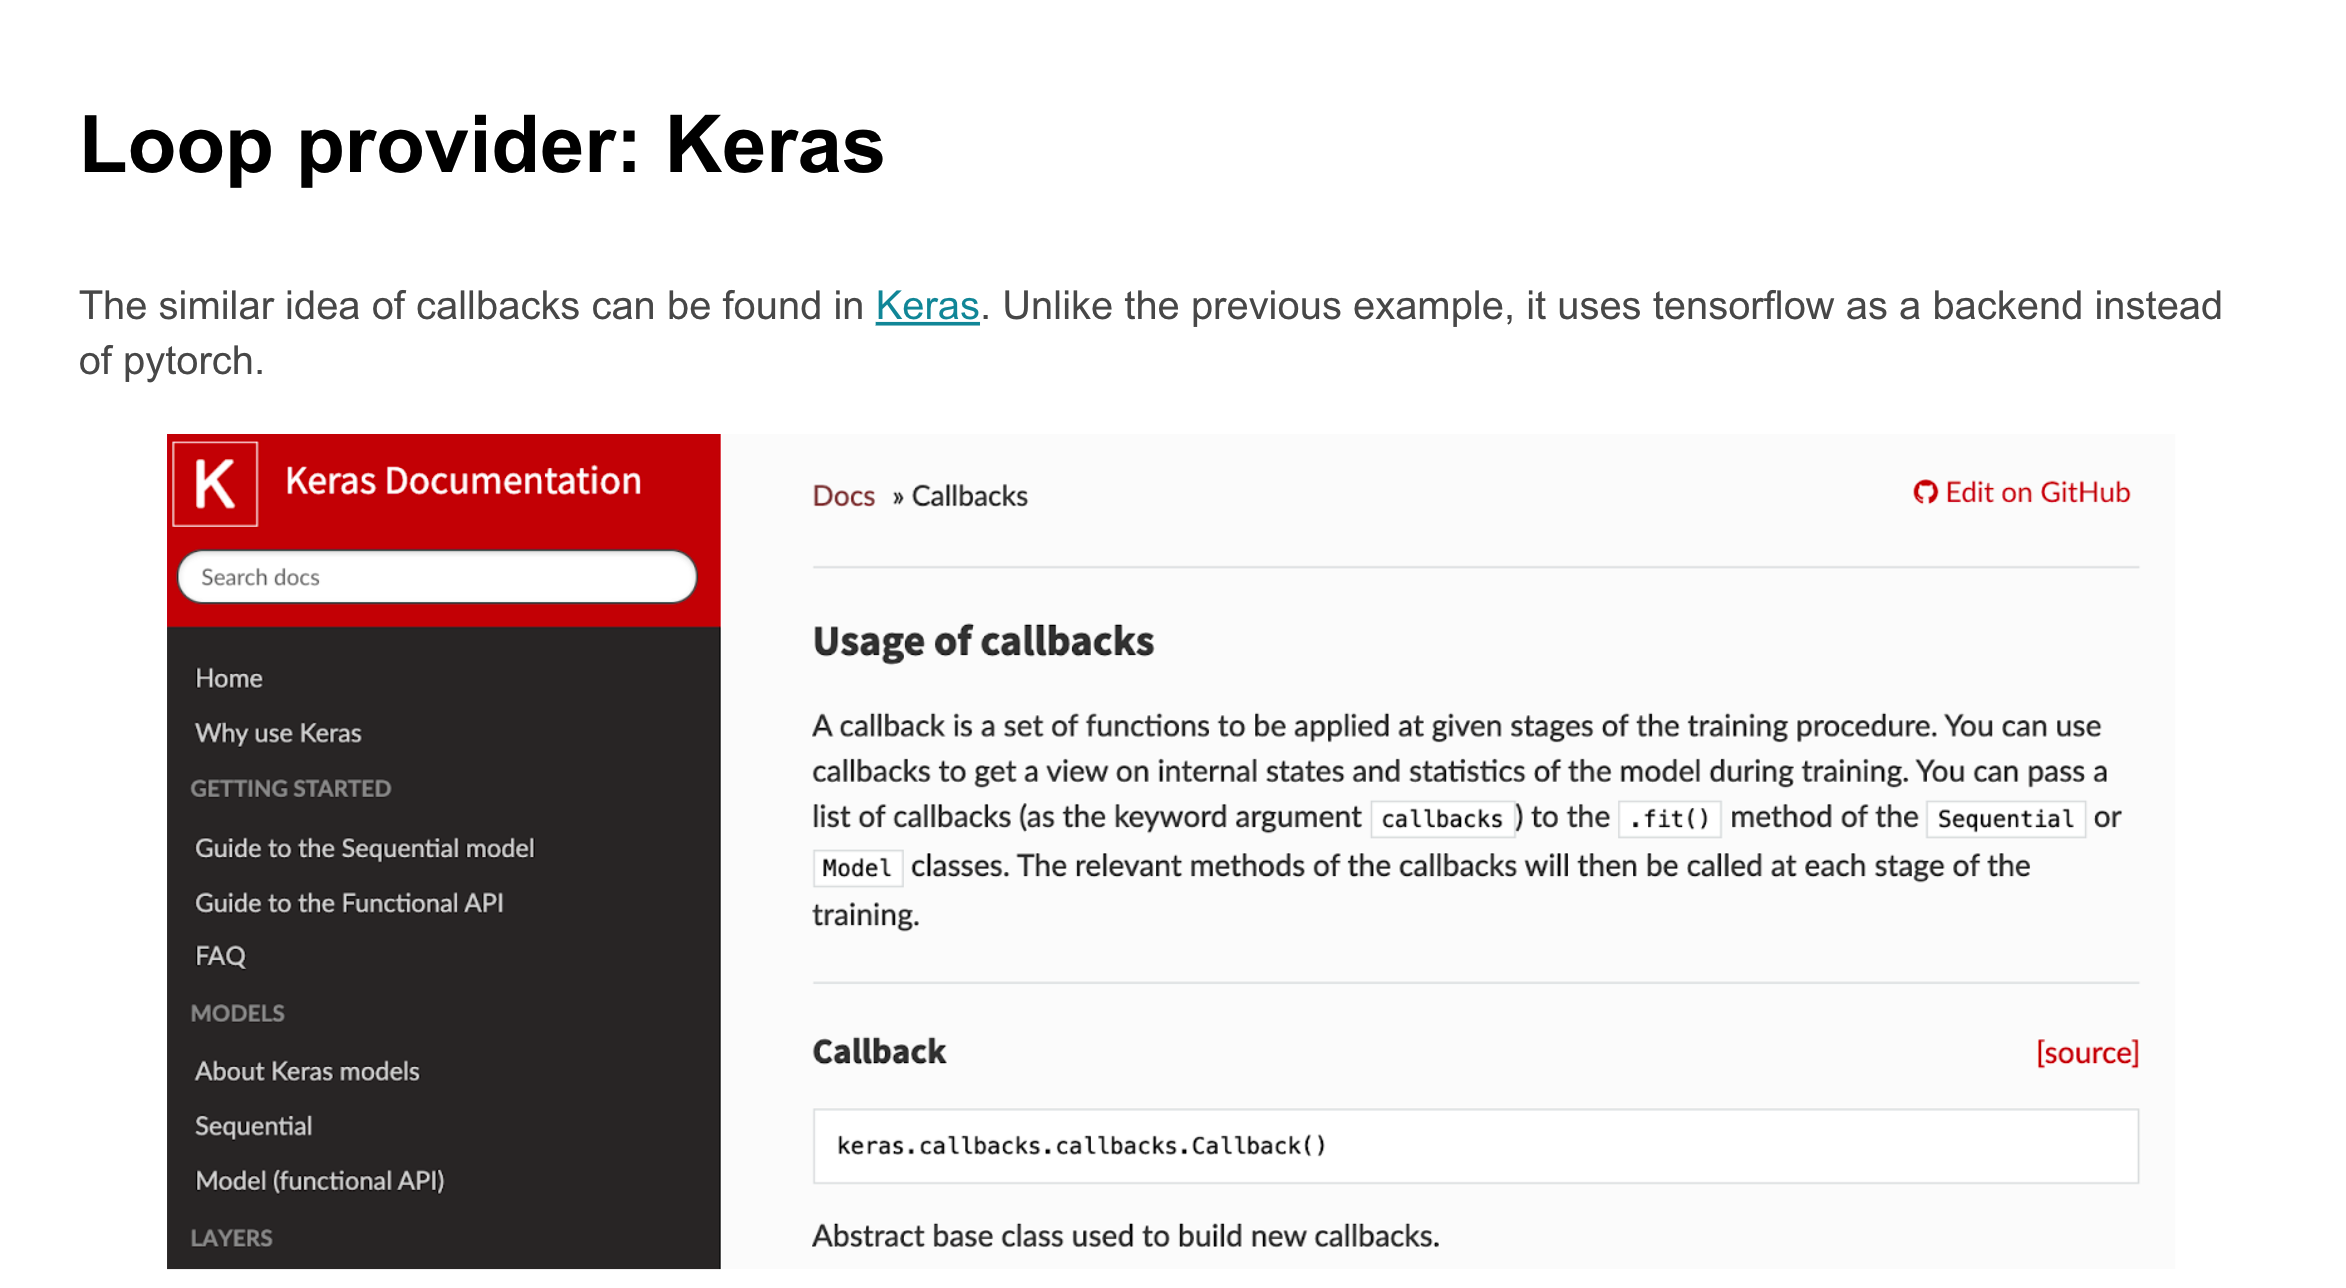 Loop provider: Keras
The similar idea of callbacks can be found in Keras. Unlike the previous example, it uses tensorflow as a backend instead
of pytorch.
K
Keras Documentation
Search docs
Home
Why use Keras
GETTING STARTED
Guide to the Sequential model
Guide to the Functional API
FAQ
MODELS
About Keras models
Sequential
Model (functional API)
LAYERS
Docs » Callbacks
Edit on GitHub
Usage of callbacks
A callback is a set of functions to be applied at given stages of the training procedure. You can use
callbacks to get a view on internal states and statistics of the model during training. You can pass a
list of callbacks (as the keyword argument callbacks) to the .fit() method of the Sequential or
Model classes. The relevant methods of the callbacks will then be called at each stage of the
training.
Callback
[source]
keras.callbacks.callbacks.Callback()
Abstract base class used to build new callbacks.